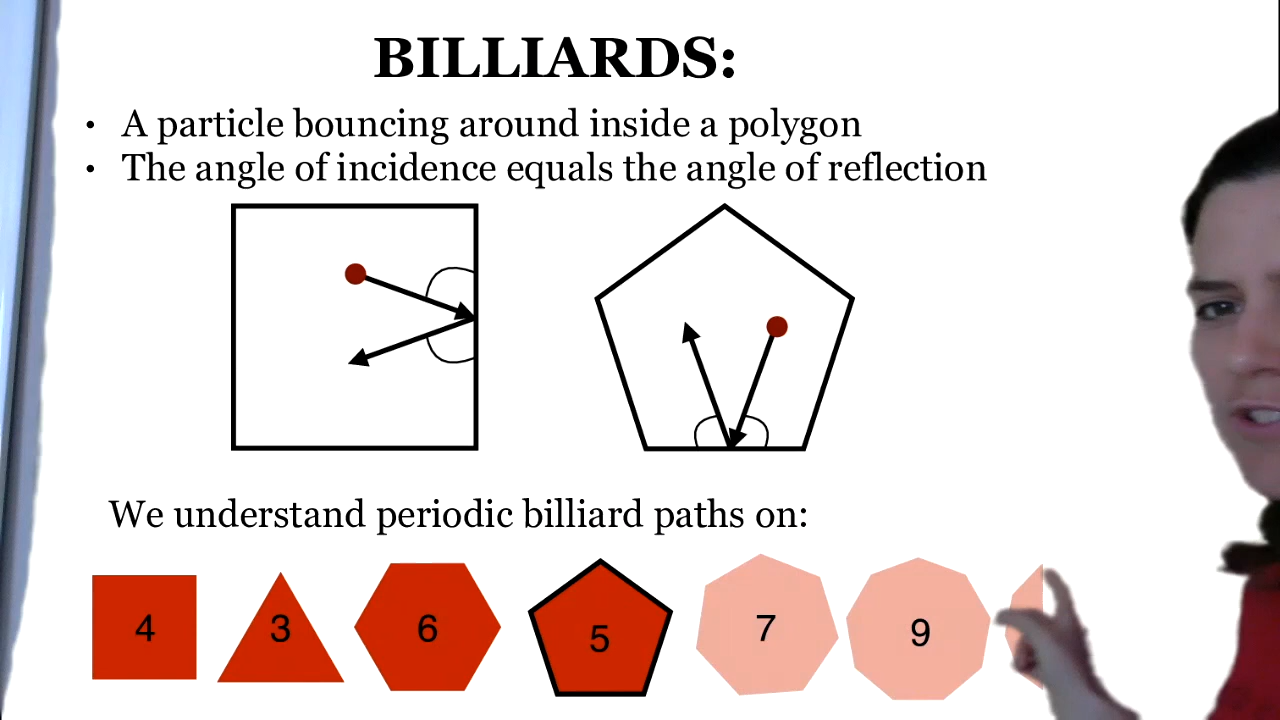 BILLIARDS:
• A particle bouncing around inside a polygon
• The angle of incidence equals the angle of reflection
We understand periodic billiard paths on:
4 3 6 5 7 9